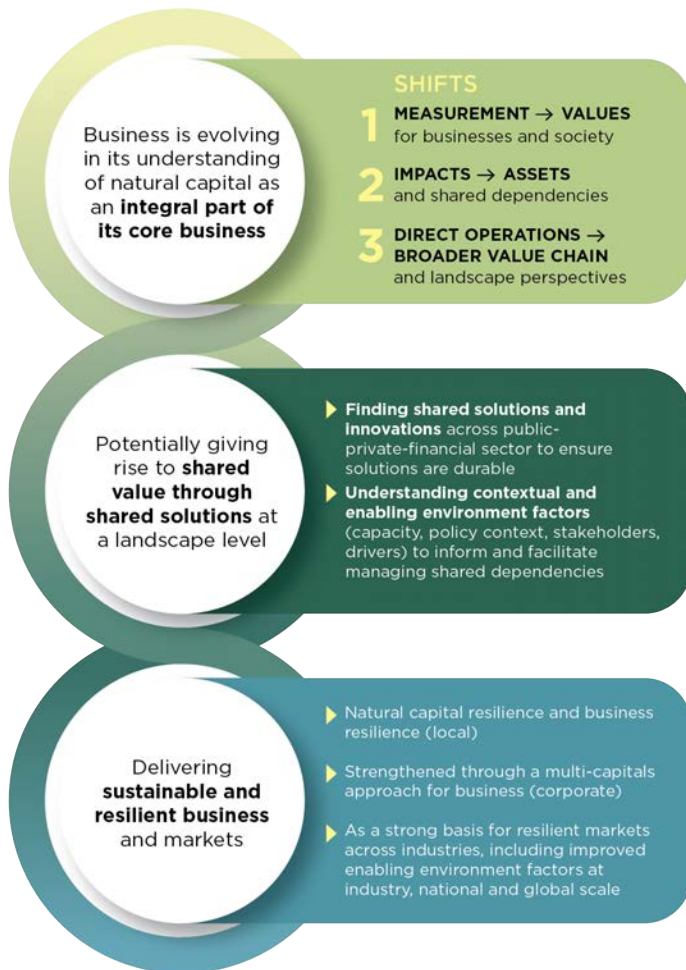 Business is evolving
in its understanding
of natural capital as
an integral part of
its core business
SHIFTS
1 MEASUREMENT → VALUES
for businesses and society
2 IMPACTS → ASSETS
and shared dependencies
3 DIRECT OPERATIONS →
BROADER VALUE CHAIN
and landscape perspectives
Potentially giving
rise to shared
value through
shared solutions at
a landscape level
Finding shared solutions and
innovations across public-
private-financial sector to ensure
solutions are durable
Understanding contextual and
enabling environment factors
(capacity, policy context, stakeholders,
drivers) to inform and facilitate
managing shared dependencies
Delivering
sustainable and
resilient business
and markets
Natural capital resilience and business
resilience (local)
Strengthened through a multi-capitals
approach for business (corporate)
As a strong basis for resilient markets
across industries, including improved
enabling environment factors at
industry, national and global scale